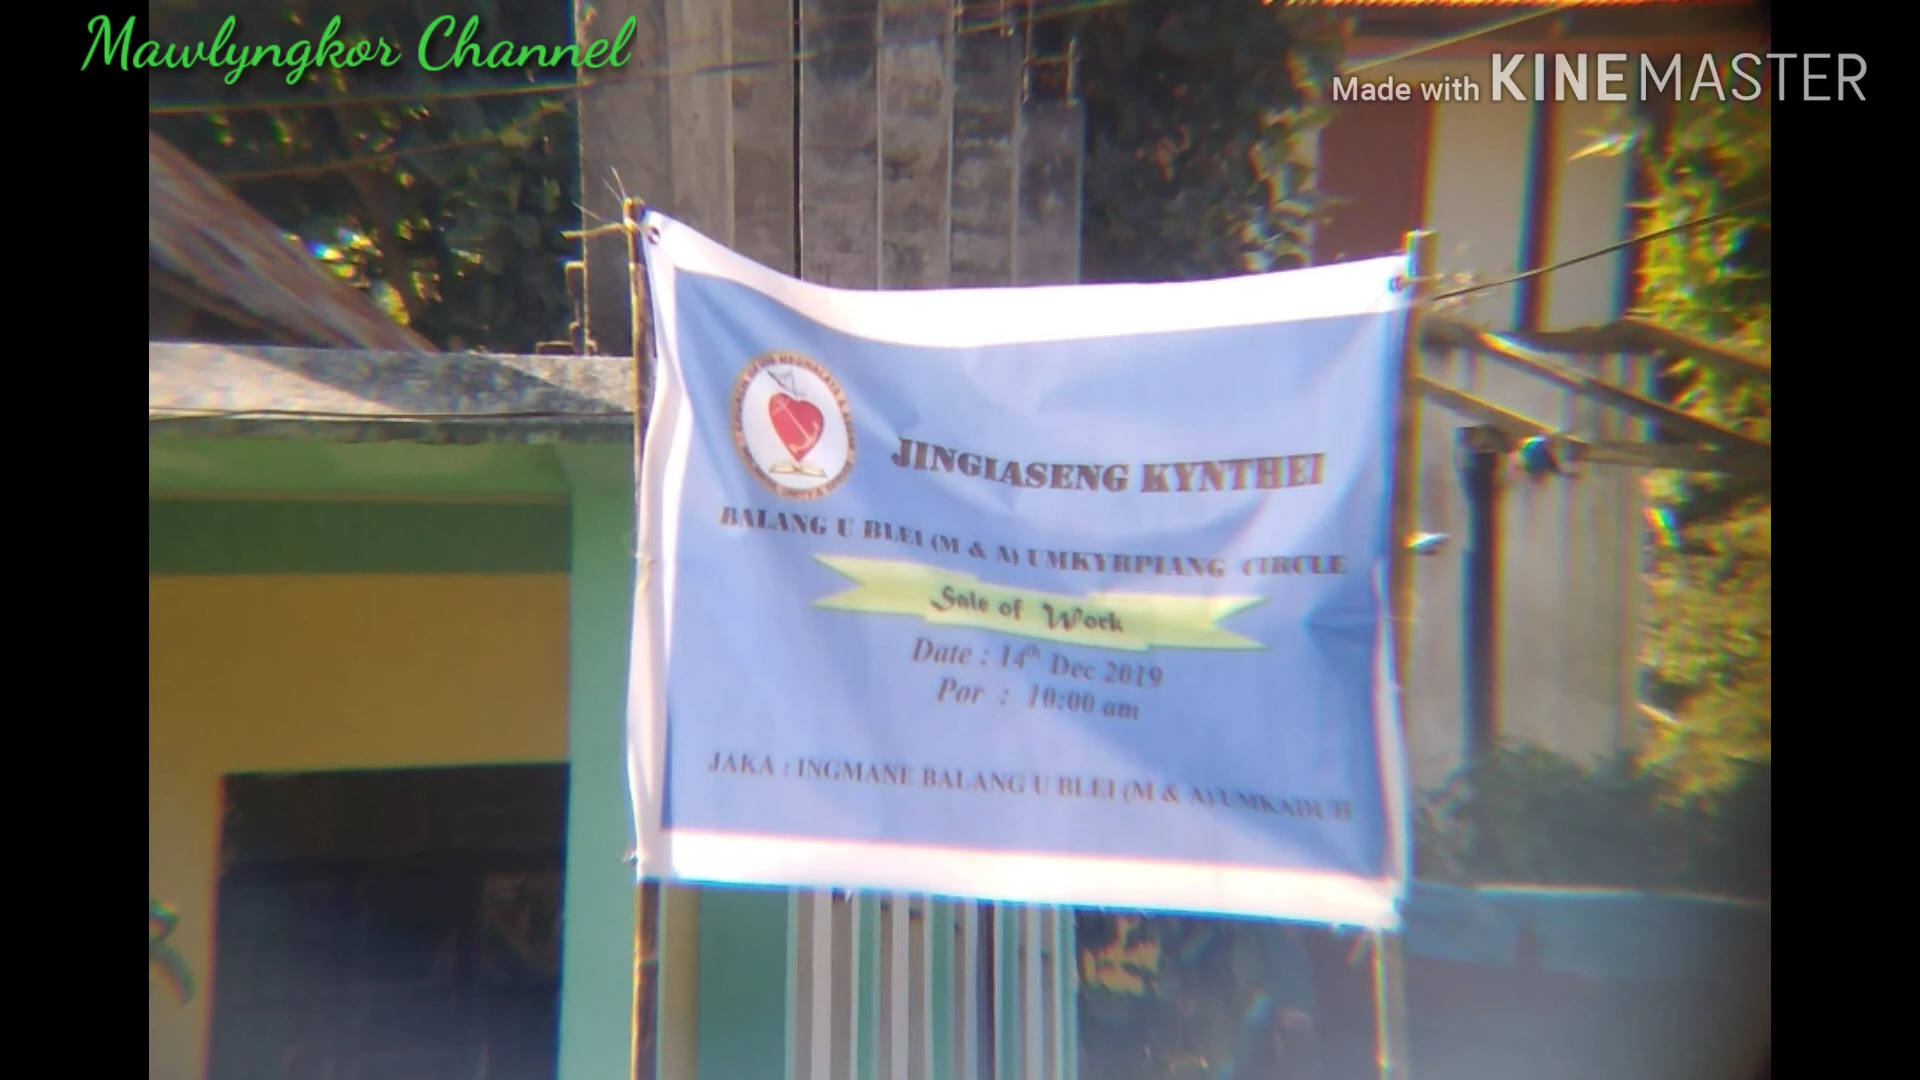 Mawlyngkor Channel
Made with KINEMASTER
JINGIASENG KYNTHEI
BALANG U BLEI (M & A) UMKYRPIANG CIRCLE
Sale of Work
Date : 14th Dec 2019
Por : 10:00 am
JAKA : INGMANE BALANG U BLEI (M & A) UMKADUH